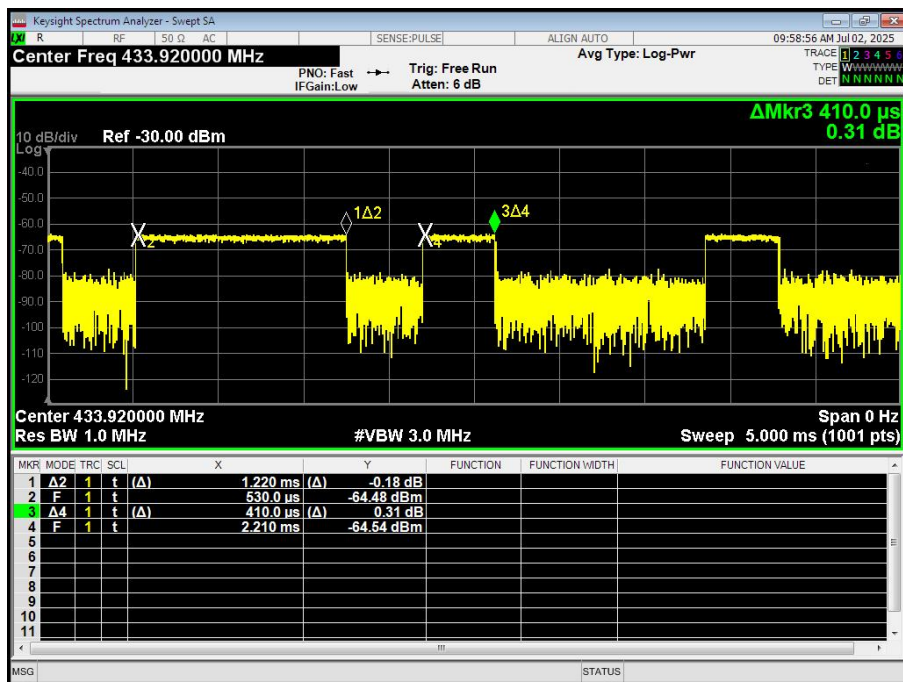 Keysight Spectrum Analyzer - Swept SA
LXI R RF 50 Ω AC SENSE:PULSE ALIGN AUTO 09:58:56 AM Jul 02, 2025
Center Freq 433.920000 MHz
Avg Type: Log-Pwr
TRACE 1 2 3 4 5 6
PNO: Fast Trig: Free Run
TYPE WWWWWW
IFGain:Low Atten: 6 dB
DET N N N N N N
ΔMkr3 410.0 µs
0.31 dB
10 dB/div Ref -30.00 dBm
Log
-40.0
-50.0
1Δ2 3Δ4
-60.0
2 4
-70.0
-80.0
-90.0
-100
-110
-120
Center 433.920000 MHz Span 0 Hz
Res BW 1.0 MHz #VBW 3.0 MHz Sweep 5.000 ms (1001 pts)
MKR MODE TRC SCL X Y FUNCTION FUNCTION WIDTH FUNCTION VALUE
1 Δ2 1 t (Δ) 1.220 ms (Δ) -0.18 dB
2 F 1 t 530.0 µs -64.48 dBm
3 Δ4 1 t (Δ) 410.0 µs (Δ) 0.31 dB
4 F 1 t 2.210 ms -64.54 dBm
5
6
7
8
9
10
11
MSG STATUS